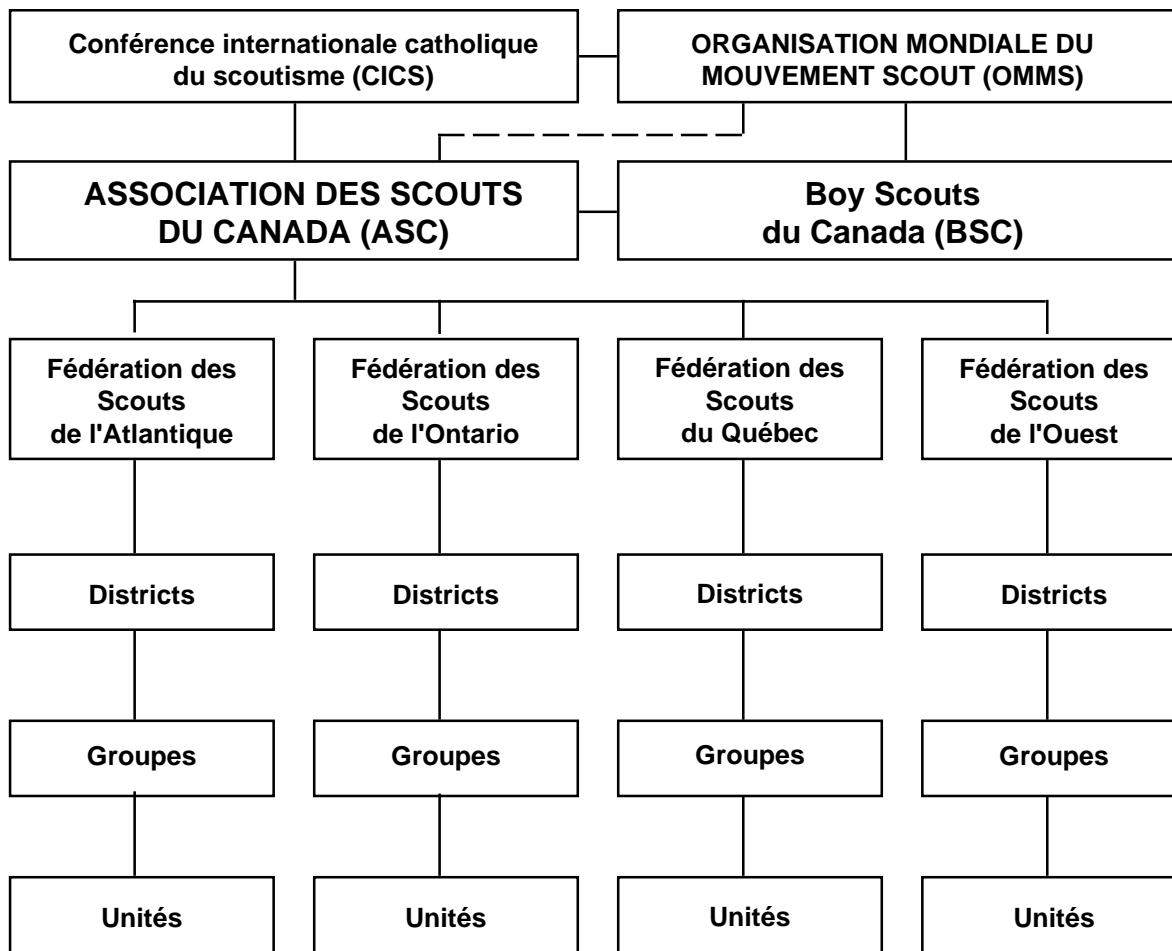 Conférence internationale catholique
du scoutisme (CICS)
ORGANISATION MONDIALE DU
MOUVEMENT SCOUT (OMMS)
ASSOCIATION DES SCOUTS
DU CANADA (ASC)
Boy Scouts
du Canada (BSC)
Fédération des
Scouts
de l'Atlantique
Fédération des
Scouts
de l'Ontario
Fédération des
Scouts
du Québec
Fédération des
Scouts
de l'Ouest
Districts
Districts
Districts
Districts
Groupes
Groupes
Groupes
Groupes
Unités
Unités
Unités
Unités